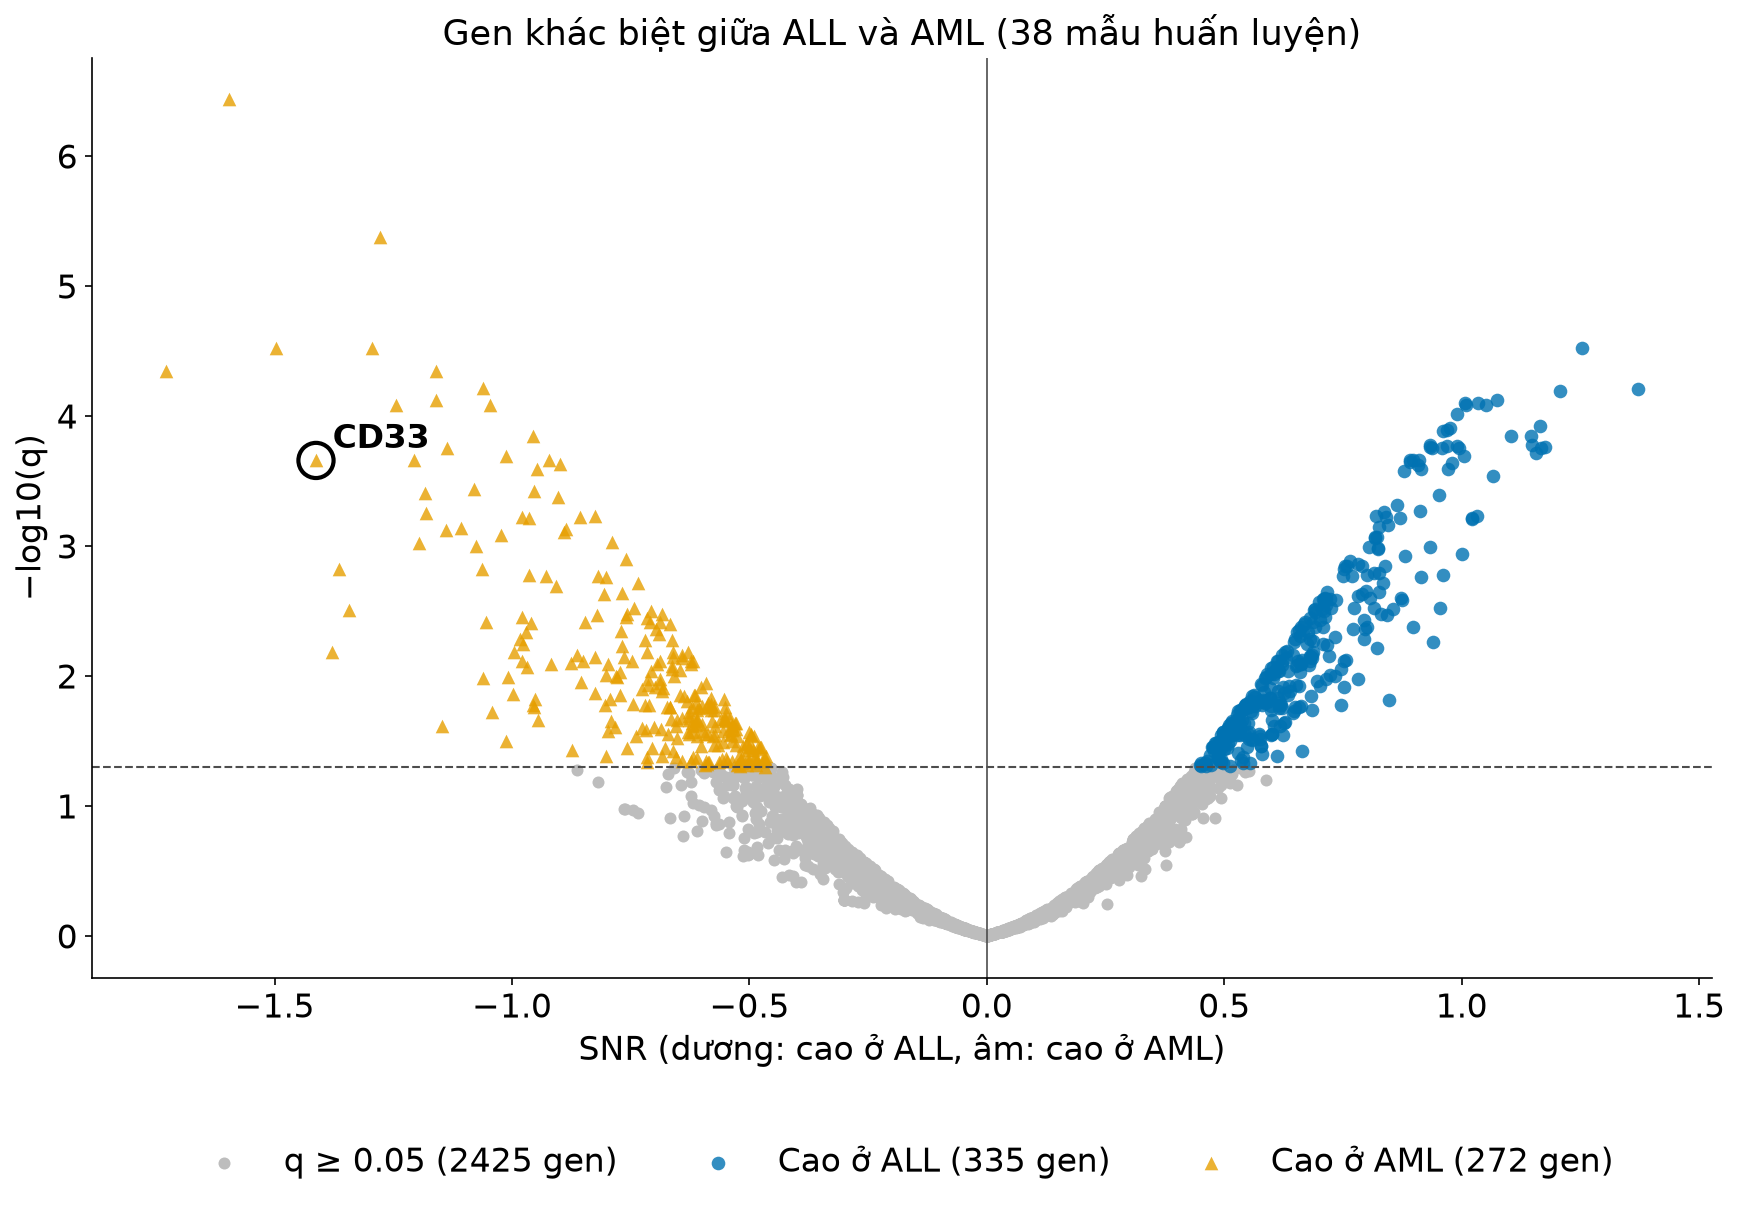 Gen khác biệt giữa ALL và AML (38 mẫu huấn luyện)
−log10(q)
6
5
4
3
2
1
0
CD33
−1.5 −1.0 −0.5 0.0 0.5 1.0 1.5
SNR (dương: cao ở ALL, âm: cao ở AML)
q ≥ 0.05 (2425 gen) Cao ở ALL (335 gen) Cao ở AML (272 gen)